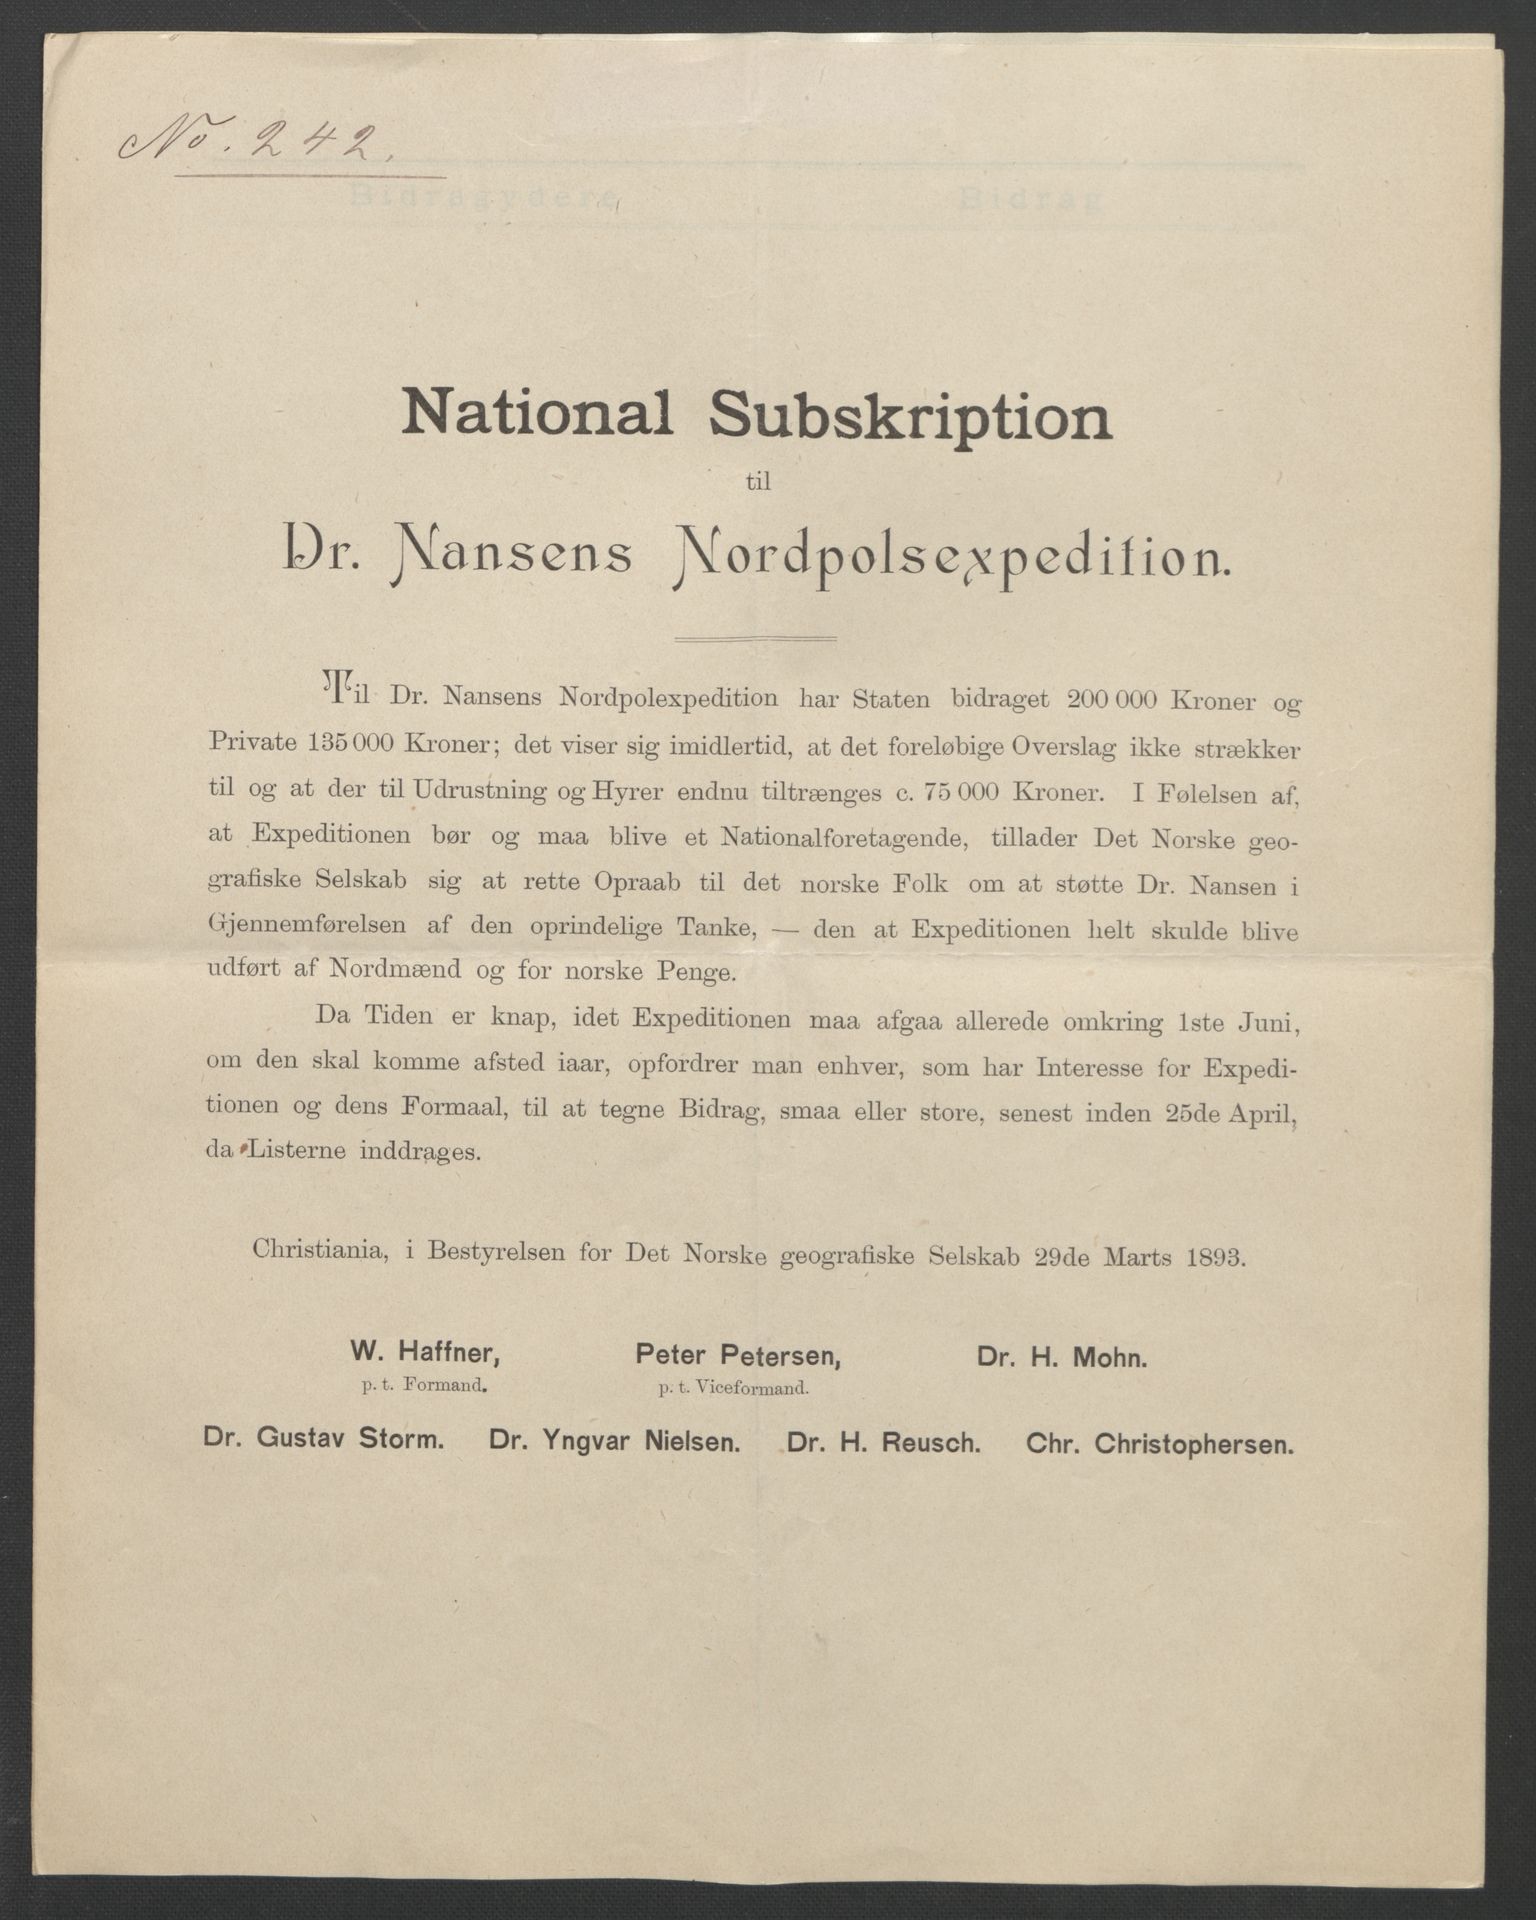 No. 242.
Bidragydere Bidrag
National Subskription
til
Dr. Nansens Nordpolsexpedition.
Til Dr. Nansens Nordpolexpedition har Staten bidraget 200 000 Kroner og
Private 135 000 Kroner; det viser sig imidlertid, at det foreløbige Overslag ikke strækker
til og at der til Udrustning og Hyrer endnu tiltrænges c. 75 000 Kroner. I Følelsen af,
at Expeditionen bør og maa blive et Nationalforetagende, tillader Det Norske geo-
grafiske Selskab sig at rette Opraab til det norske Folk om at støtte Dr. Nansen i
Gjennemførelsen af den oprindelige Tanke, — den at Expeditionen helt skulde blive
udført af Nordmænd og for norske Penge.
Da Tiden er knap, idet Expeditionen maa afgaa allerede omkring 1ste Juni,
om den skal komme afsted iaar, opfordrer man enhver, som har Interesse for Expedi-
tionen og dens Formaal, til at tegne Bidrag, smaa eller store, senest inden 25de April,
da Listerne inddrages.
Christiania, i Bestyrelsen for Det Norske geografiske Selskab 29de Marts 1893.
W. Haffner, Peter Petersen, Dr. H. Mohn.
p. t. Formand. p. t. Viceformand.
Dr. Gustav Storm. Dr. Yngvar Nielsen. Dr. H. Reusch. Chr. Christophersen.